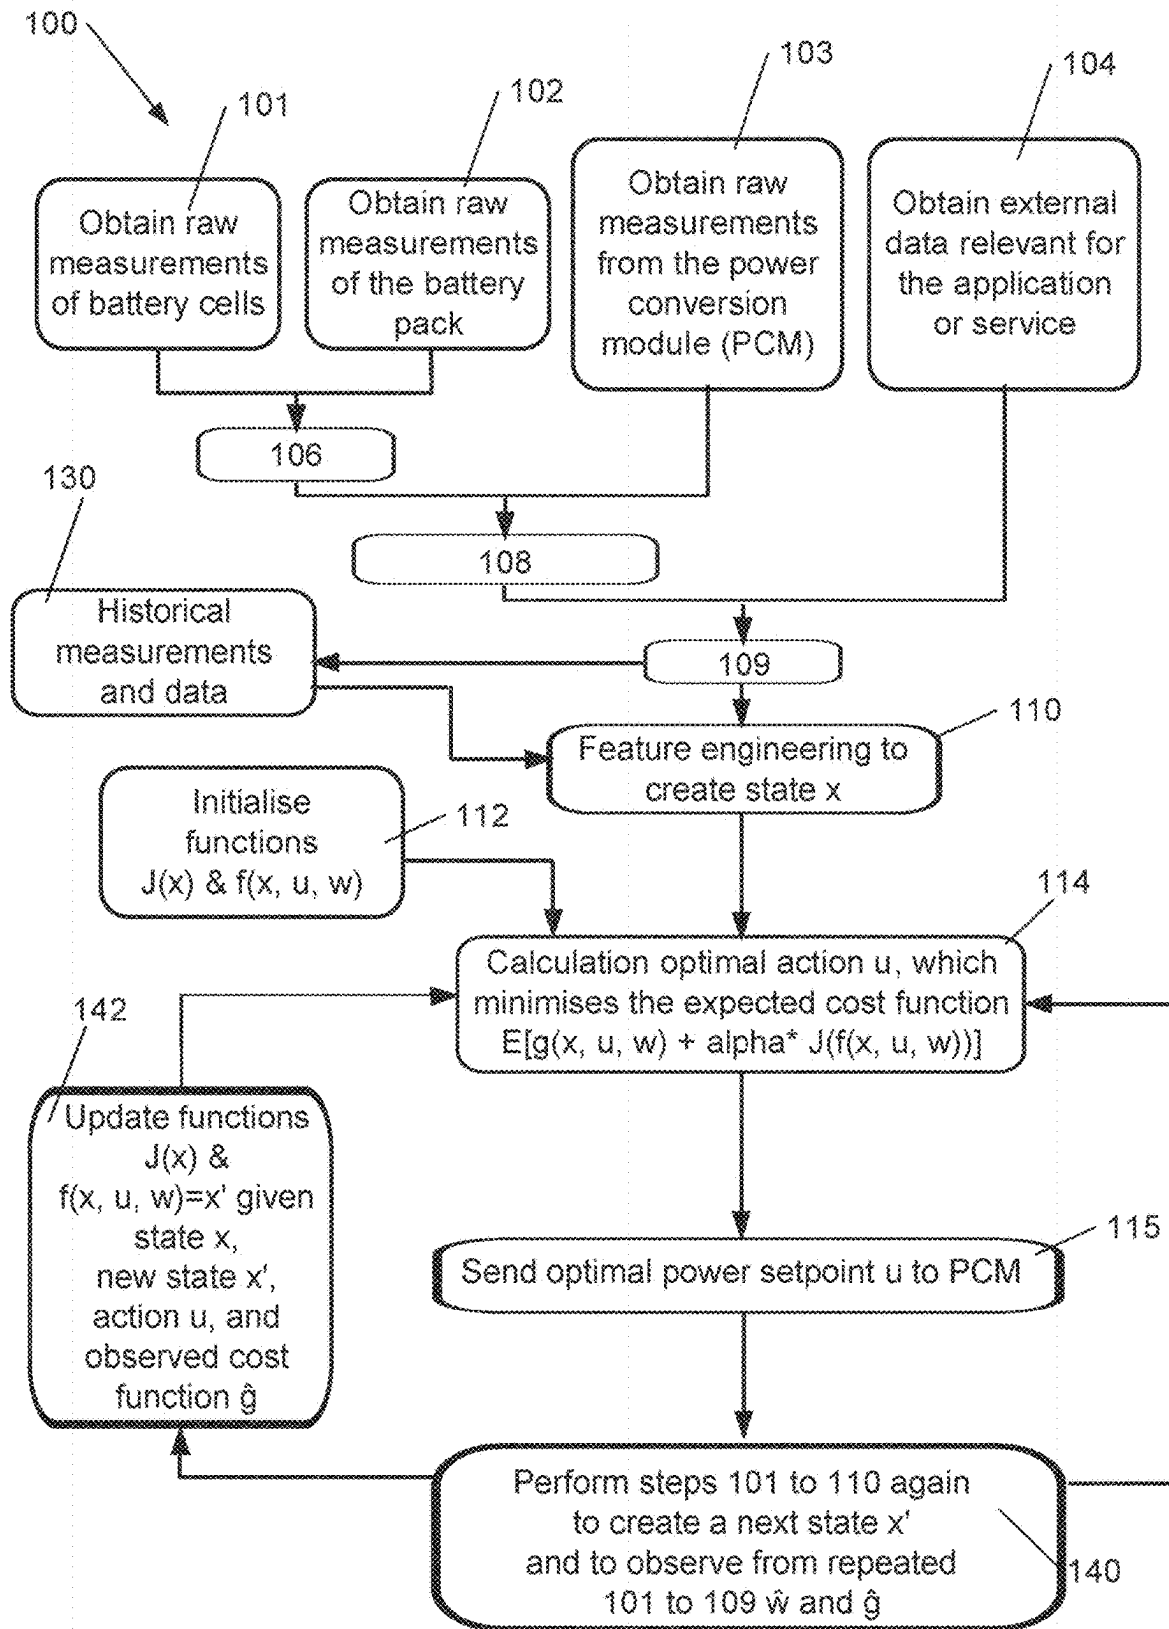 100
101
102
103
104
Obtain raw
measurements
of battery cells
Obtain raw
measurements
of the battery
pack
Obtain raw
measurements
from the power
conversion
module (PCM)
Obtain external
data relevant for
the application
or service
106
130
108
Historical
measurements
and data
109
110
Feature engineering to
create state x
Initialise
functions
J(x) & f(x, u, w)
112
114
Calculation optimal action u, which
minimises the expected cost function
E[g(x, u, w) + alpha* J(f(x, u, w))]
142
Update functions
J(x) &
f(x, u, w)=x' given
state x,
new state x',
action u, and
observed cost
function ĝ
115
Send optimal power setpoint u to PCM
Perform steps 101 to 110 again
to create a next state x'
and to observe from repeated
101 to 109 ŵ and ĝ
140